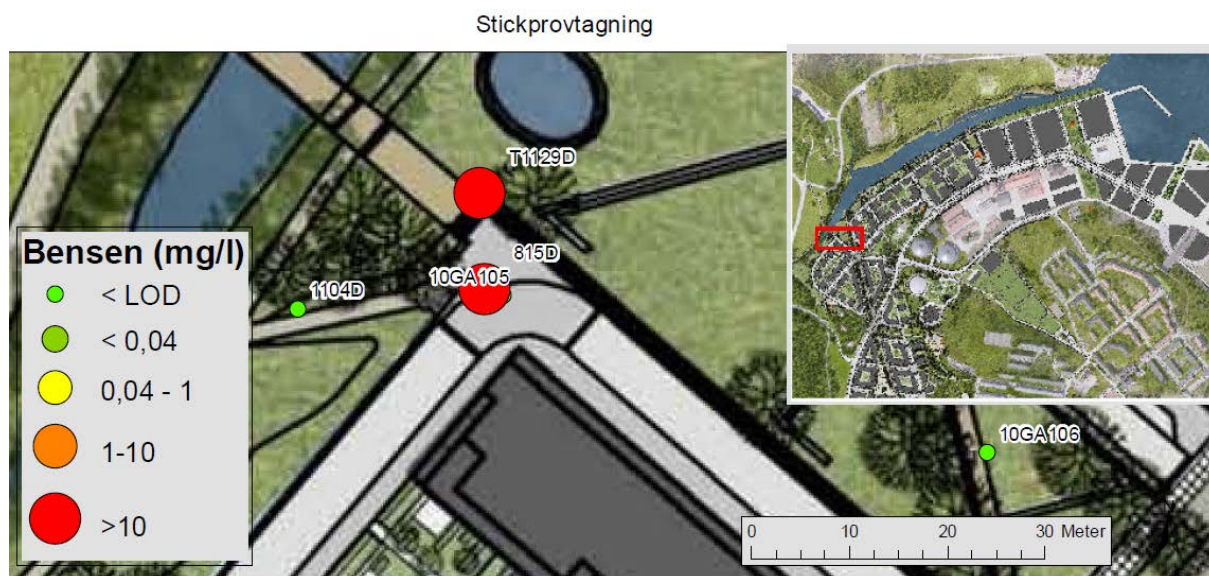 Stickprovtagning
T1129D
815D
10GA105
1104D
Bensen (mg/l)
< LOD
< 0,04
0,04 - 1
1-10
>10
10GA106
0 10 20 30 Meter